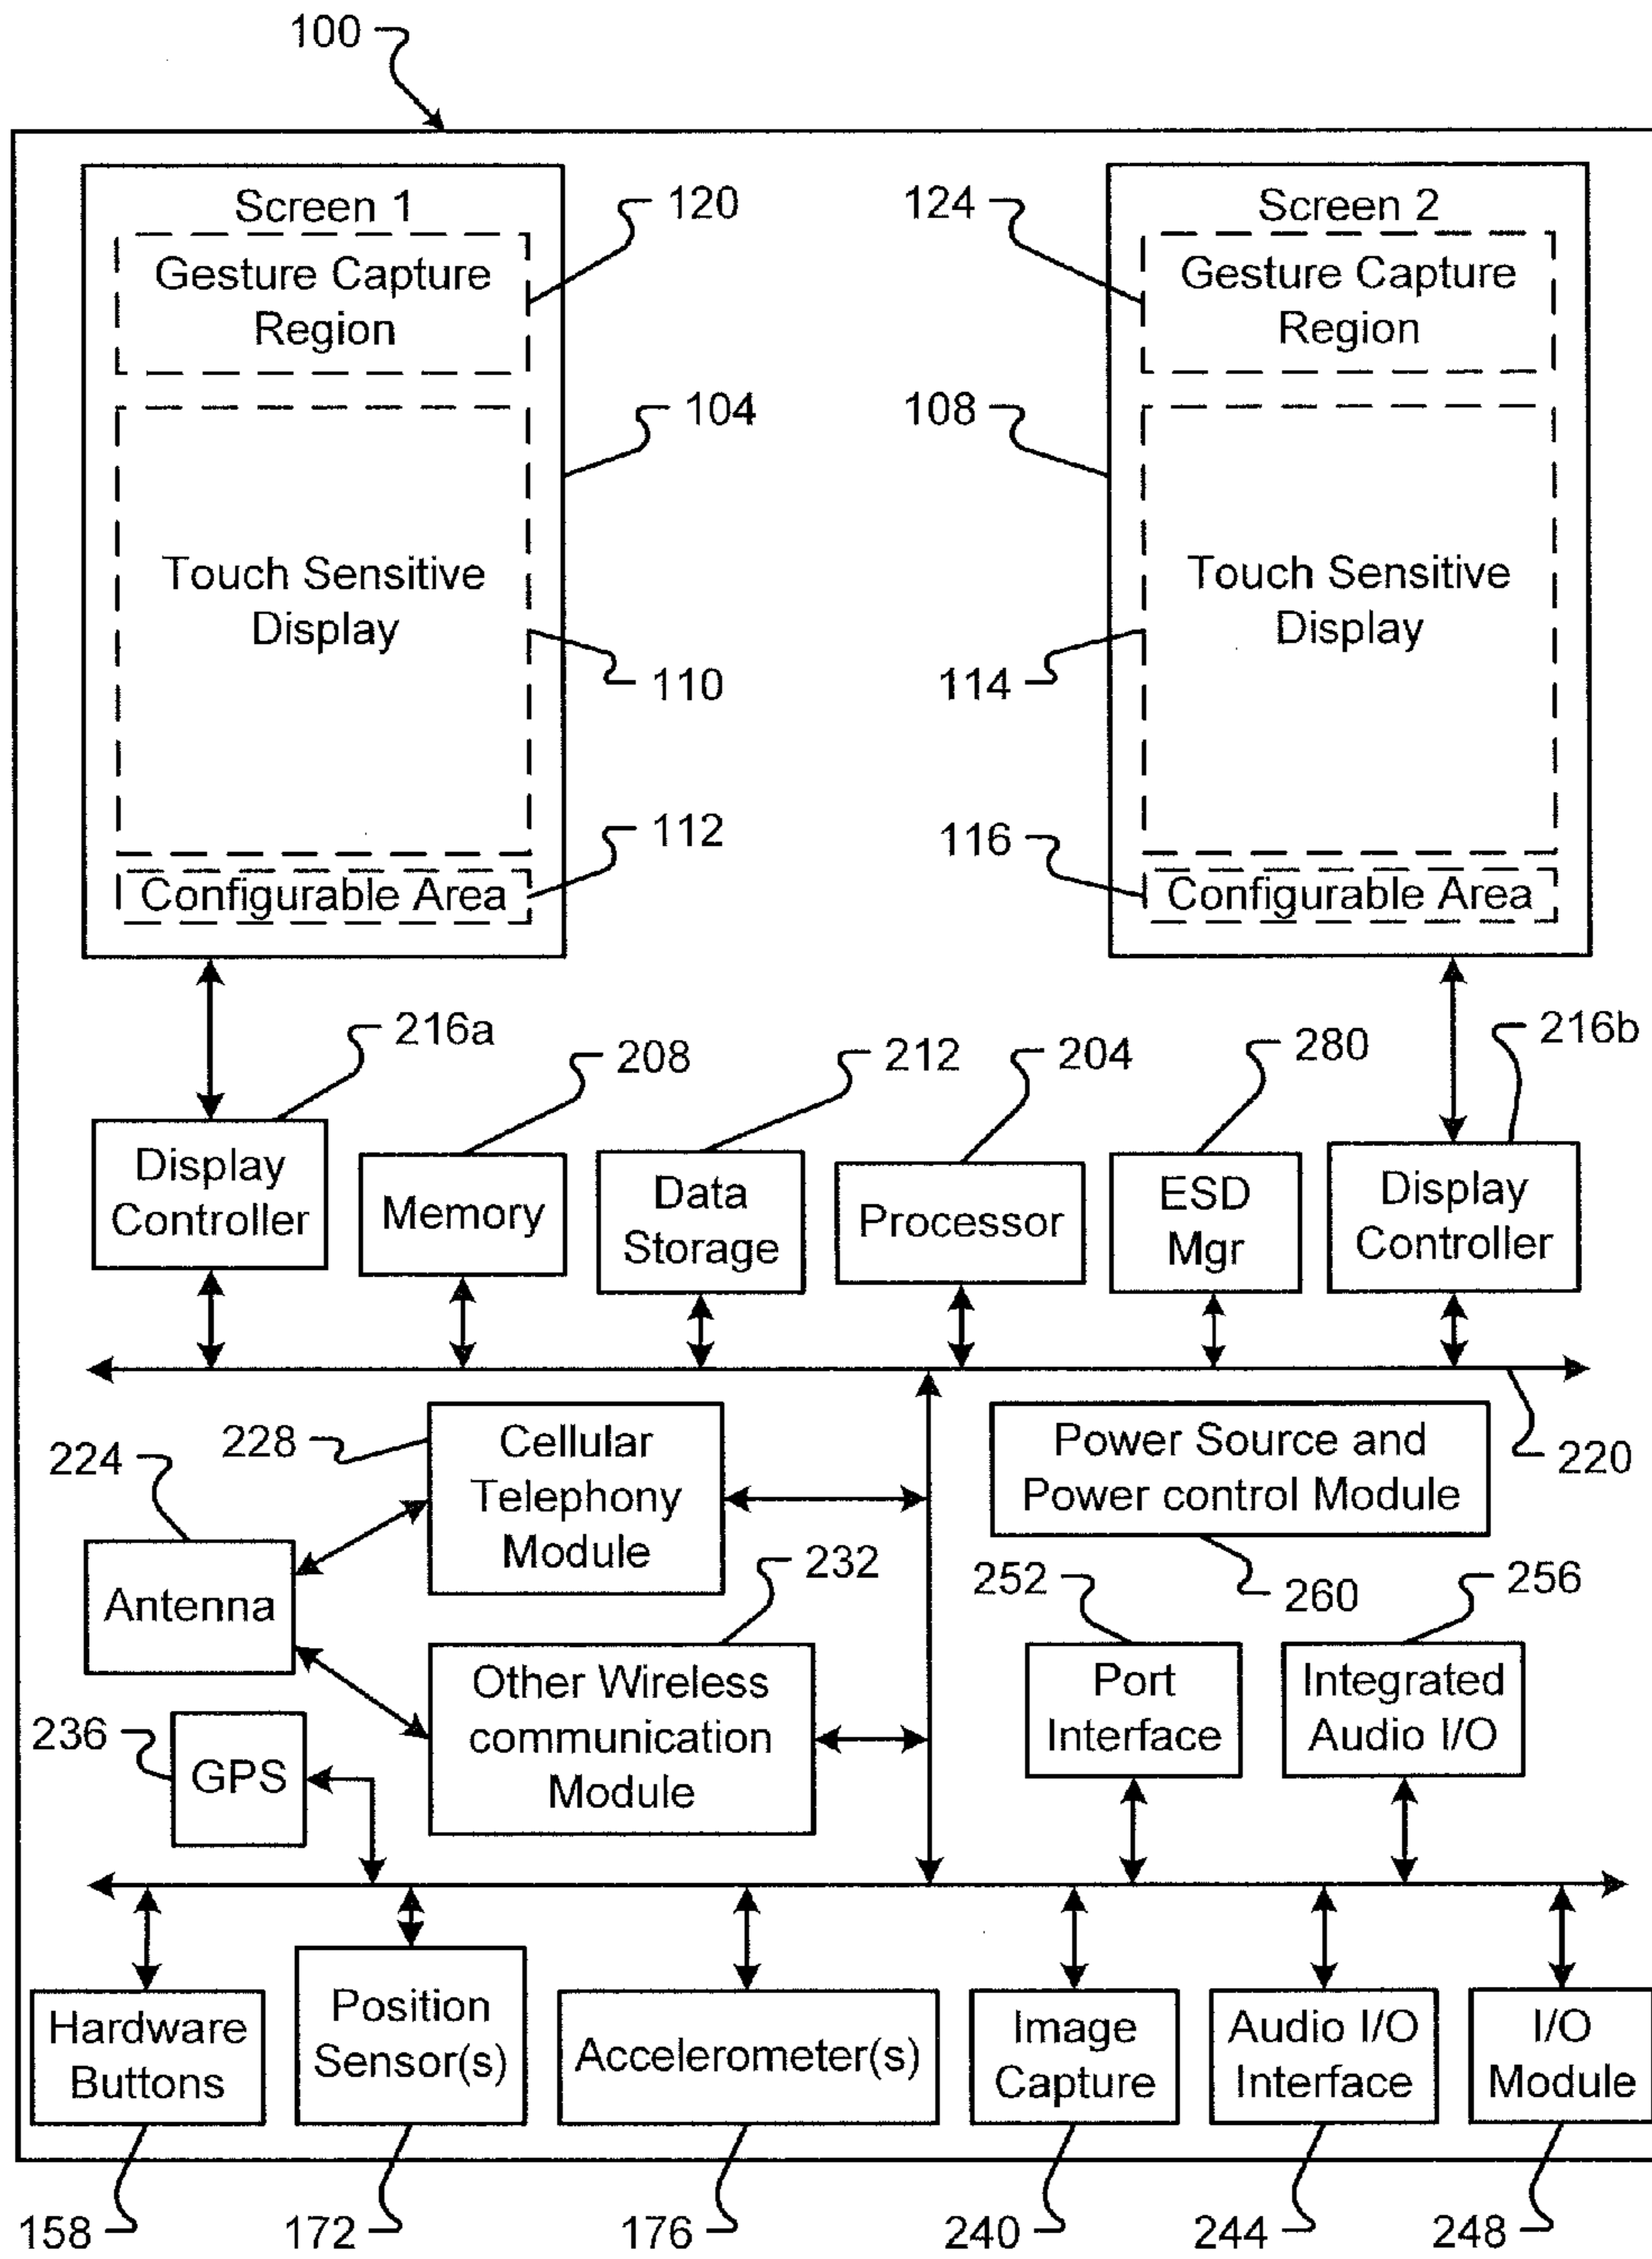 100
Screen 1
120
124
Screen 2
Gesture Capture
Region
Gesture Capture
Region
104
108
Touch Sensitive
Display
Touch Sensitive
Display
110
114
112
116
Configurable Area
Configurable Area
216a
208
212
204
280
216b
Display
Controller
Memory
Data
Storage
Processor
ESD
Mgr
Display
Controller
228
Cellular
Telephony
Module
Power Source and
Power control Module
220
224
Antenna
232
252
260
256
Other Wireless
communication
Module
Port
Interface
Integrated
Audio I/O
236
GPS
Hardware
Buttons
Position
Sensor(s)
Accelerometer(s)
Image
Capture
Audio I/O
Interface
I/O
Module
158
172
176
240
244
248